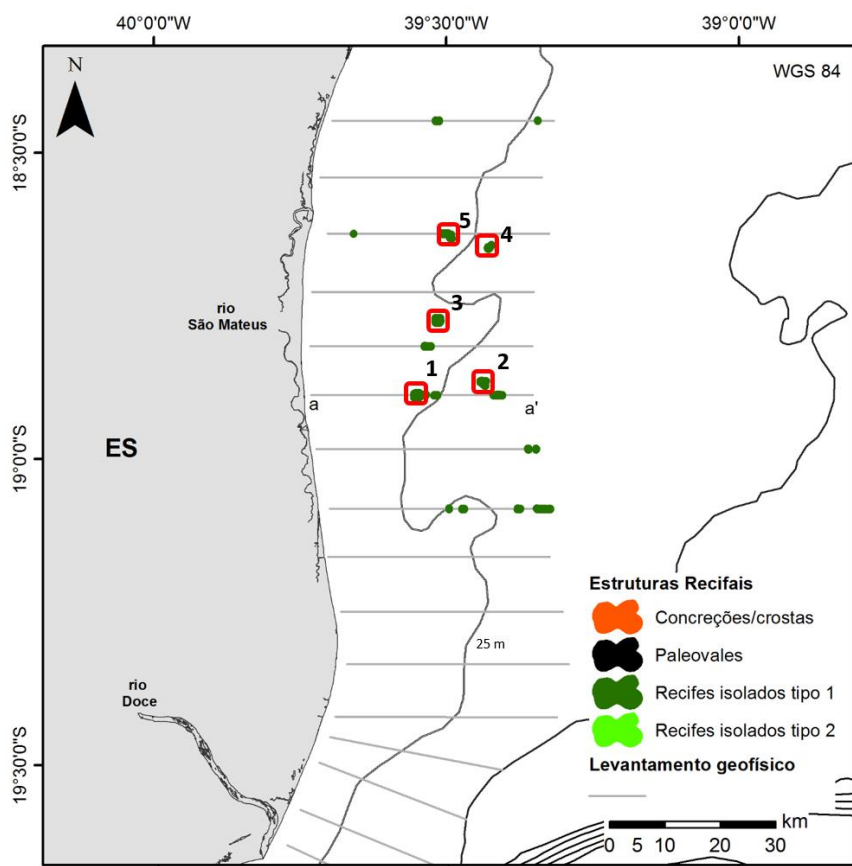 40°0'0"W 39°30'0"W 39°0'0"W
N
WGS 84
18°30'0"S
5
4
rio
São Mateus
3
1
2
a
a'
ES
19°0'0"S
Estruturas Recifais
Concreções/crostas
25 m
Paleovales
rio
Doce
Recifes isolados tipo 1
Recifes isolados tipo 2
19°30'0"S
Levantamento geofísico
km
0 5 10 20 30